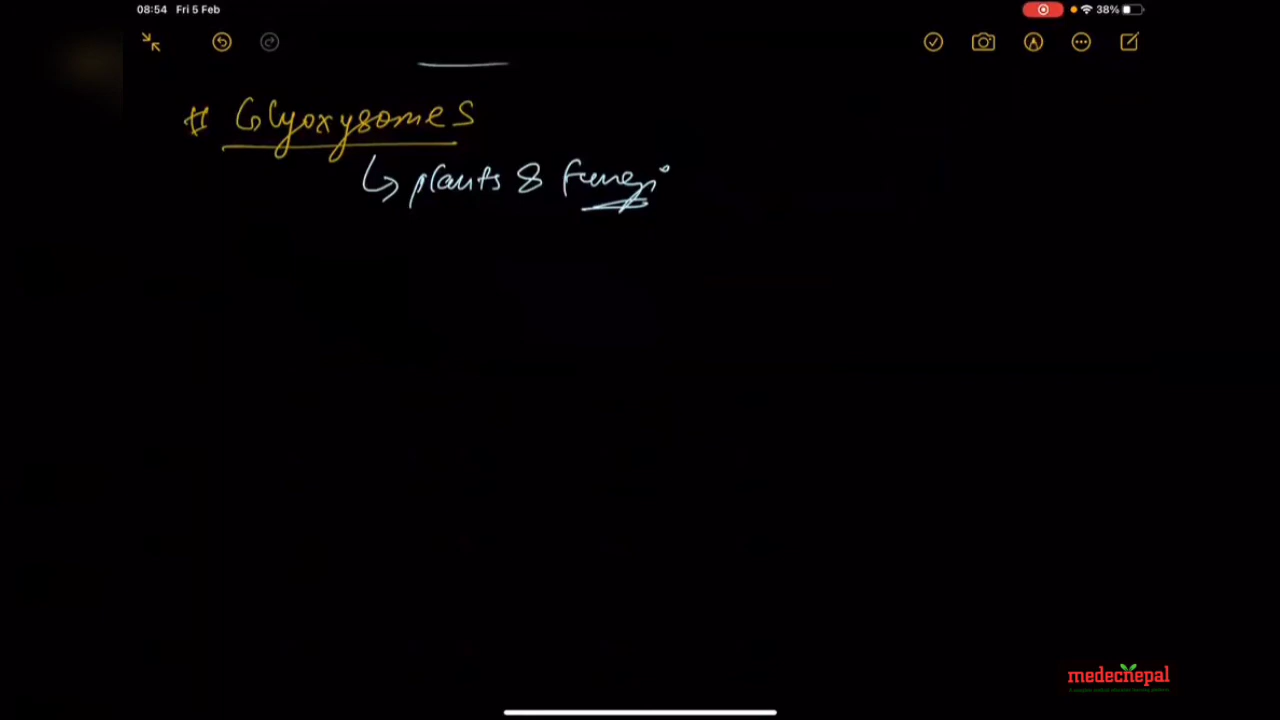 08:54 Fri 5 Feb 38%
# Glyoxysomes
↳ plants & fungi
medecnepal